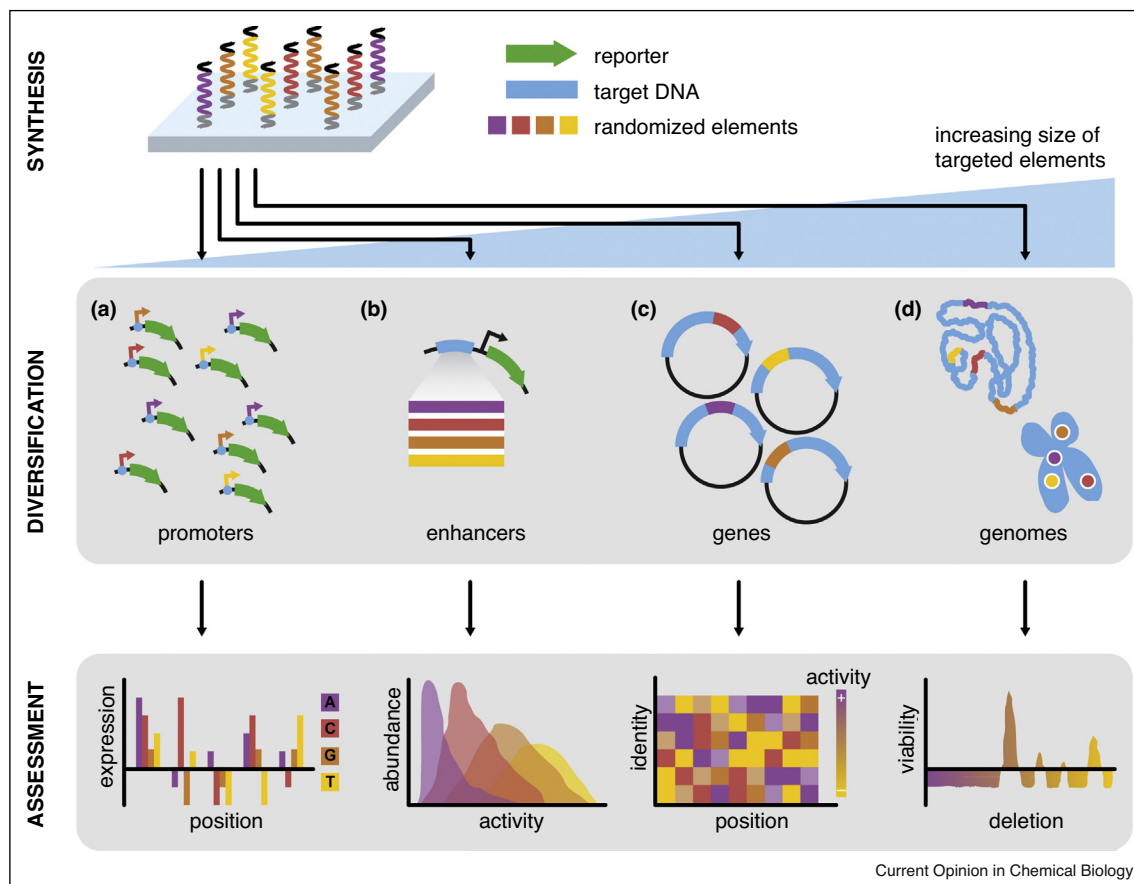 SYNTHESIS
reporter
target DNA
randomized elements
increasing size of
targeted elements
DIVERSIFICATION
(a)
promoters
(b)
enhancers
(c)
genes
(d)
genomes
ASSESSMENT
expression
A
C
G
T
position
abundance
activity
identity
activity
+
–
position
viability
deletion
Current Opinion in Chemical Biology